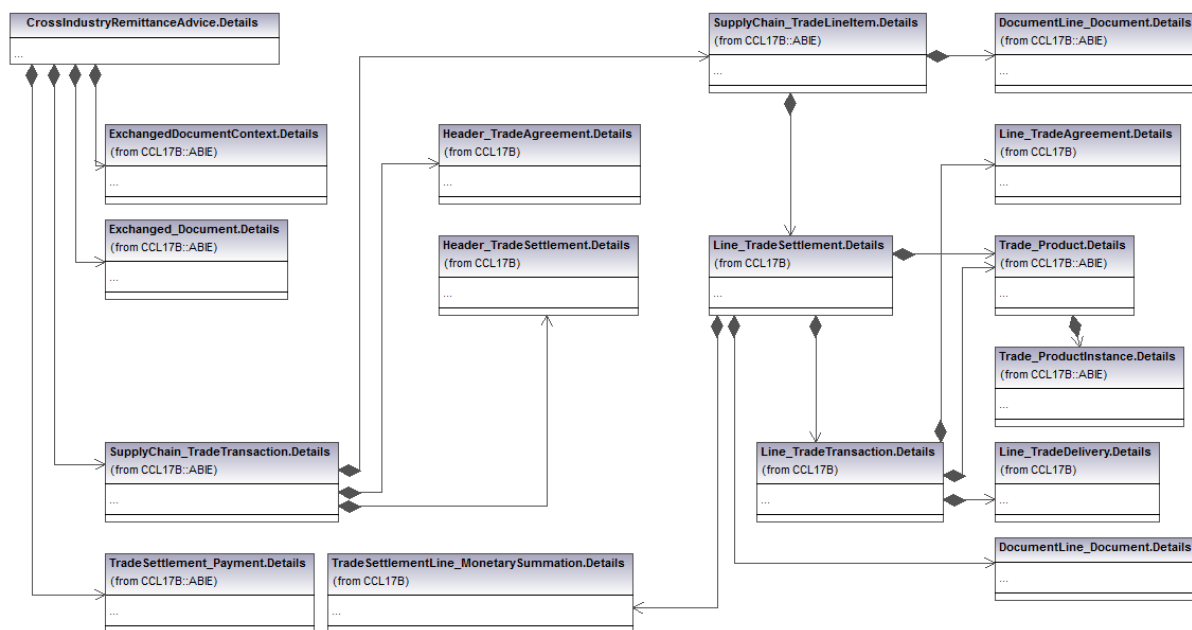 CrossIndustryRemittanceAdvice.Details
...
SupplyChain_TradeLineItem.Details
(from CCL17B::ABIE)
...
DocumentLine_Document.Details
(from CCL17B::ABIE)
...
ExchangedDocumentContext.Details
(from CCL17B::ABIE)
...
Header_TradeAgreement.Details
(from CCL17B)
...
Line_TradeAgreement.Details
(from CCL17B)
...
Exchanged_Document.Details
(from CCL17B::ABIE)
...
Header_TradeSettlement.Details
(from CCL17B)
...
Line_TradeSettlement.Details
(from CCL17B)
...
Trade_Product.Details
(from CCL17B::ABIE)
...
Trade_ProductInstance.Details
(from CCL17B::ABIE)
...
SupplyChain_TradeTransaction.Details
(from CCL17B::ABIE)
...
Line_TradeTransaction.Details
(from CCL17B)
...
Line_TradeDelivery.Details
(from CCL17B)
...
TradeSettlement_Payment.Details
(from CCL17B::ABIE)
...
TradeSettlementLine_MonetarySummation.Details
(from CCL17B)
...
DocumentLine_Document.Details
...